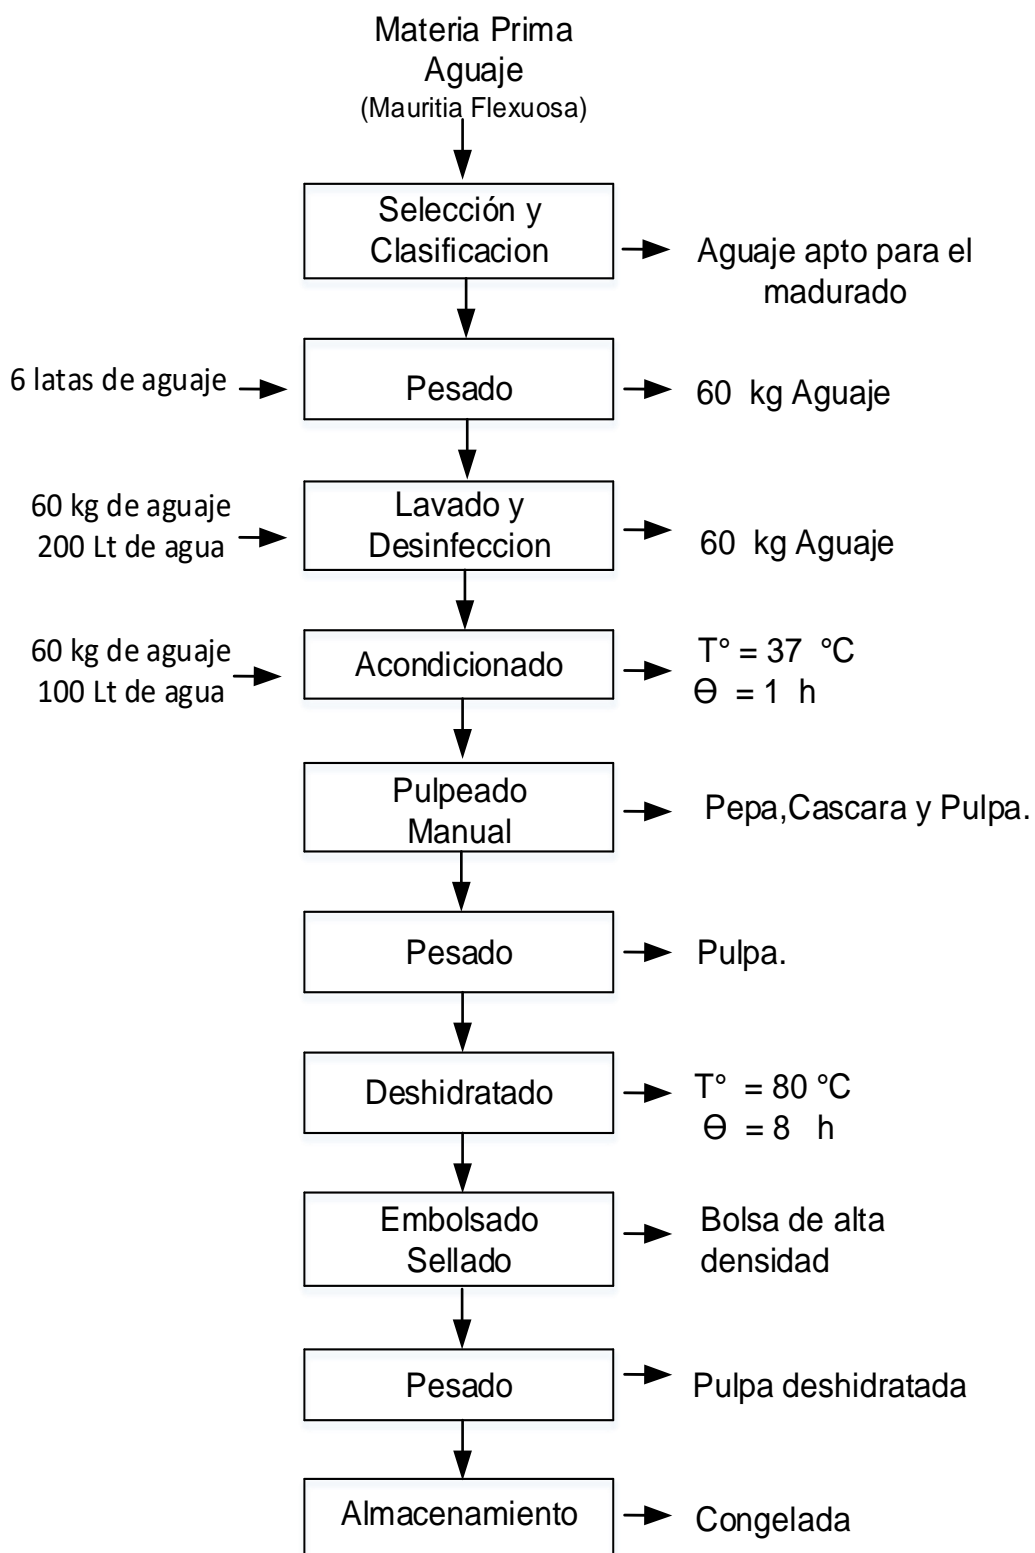 Materia Prima
Aguaje
(Mauritia Flexuosa)
Selección y
Clasificacion
Aguaje apto para el
madurado
6 latas de aguaje
Pesado
60 kg Aguaje
60 kg de aguaje
200 Lt de agua
Lavado y
Desinfeccion
60 kg Aguaje
60 kg de aguaje
100 Lt de agua
Acondicionado
T° = 37 °C
ϴ = 1 h
Pulpeado
Manual
Pepa,Cascara y Pulpa.
Pesado
Pulpa.
Deshidratado
T° = 80 °C
ϴ = 8 h
Embolsado
Sellado
Bolsa de alta
densidad
Pesado
Pulpa deshidratada
Almacenamiento
Congelada